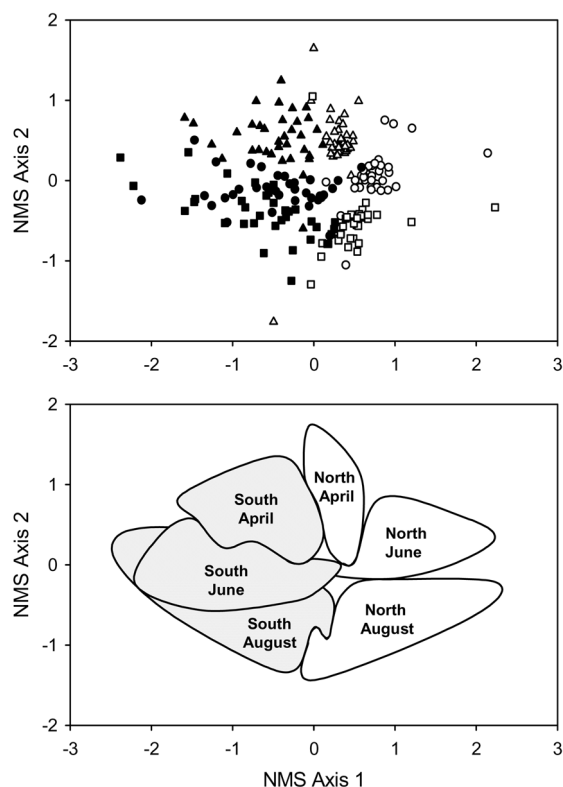 2
1
0
-1
-2
NMS Axis 2
-3
-2
-1
0
1
2
3
2
1
0
-1
-2
NMS Axis 2
North
April
South
April
North
June
South
June
North
August
South
August
-3
-2
-1
0
1
2
3
NMS Axis 1